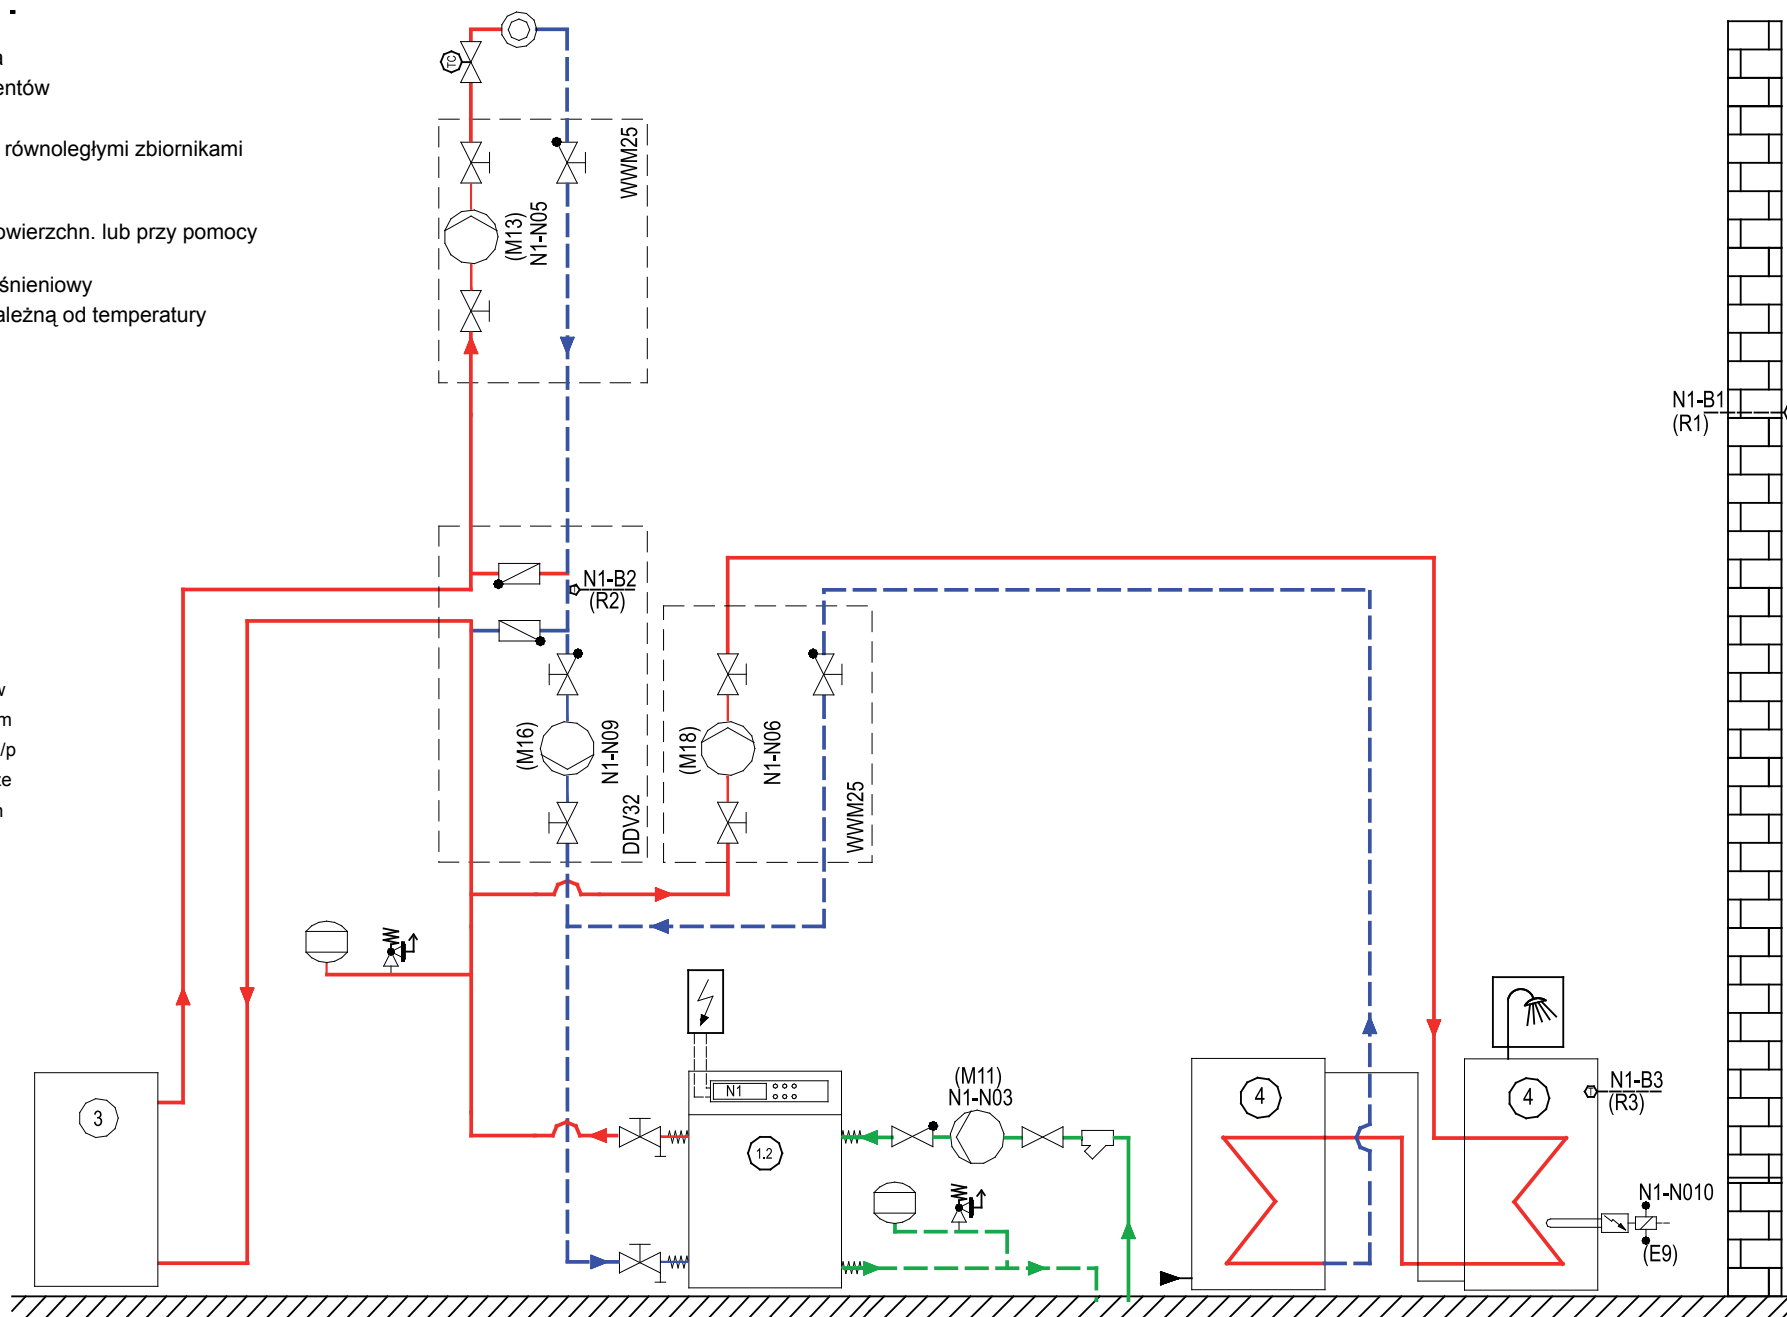 a
entów
równoległymi zbiornikami
owierzchn. lub przy pomocy
śnieniowy
ależną od temperatury
w
m
/p
te
n
TC
WWM25
(M13)
N1-N05
N1-B1
(R1)
N1-B2
(R2)
(M16)
N1-N09
DDV32
(M18)
N1-N06
WWM25
N1
1.2
(M11)
N1-N03
3
4
4
N1-B3
(R3)
N1-N010
(E9)